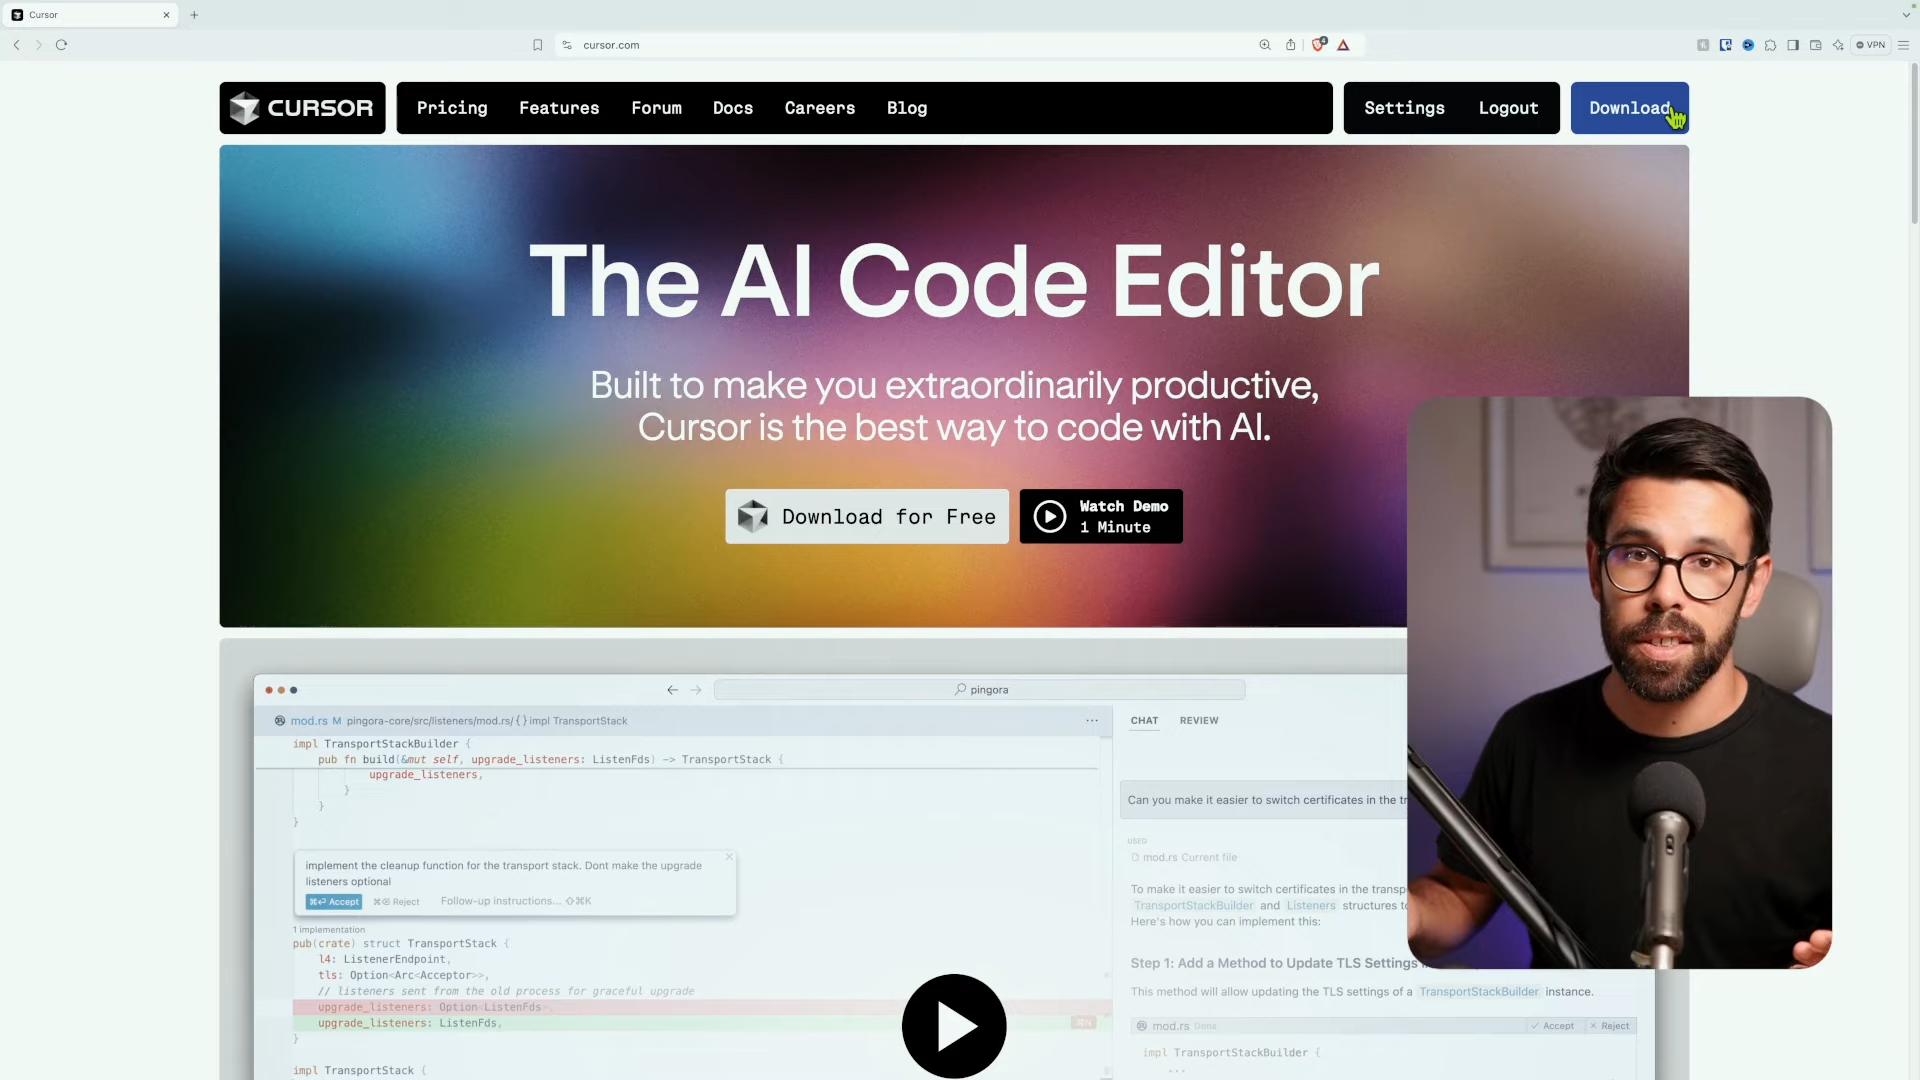 Cursor
cursor.com
4
VPN
CURSOR
Pricing Features Forum Docs Careers Blog
Settings Logout
Download
The AI Code Editor
Built to make you extraordinarily productive,
Cursor is the best way to code with AI.
Download for Free
Watch Demo
1 Minute
pingora
mod.rs M pingora-core/src/listeners/mod.rs/ { } impl TransportStack
impl TransportStackBuilder {
pub fn build(&mut self, upgrade_listeners: ListenFds) -> TransportStack {
upgrade_listeners,
}
}
}
implement the cleanup function for the transport stack. Dont make the upgrade
listeners optional
⌘⏎ Accept ⌘⌫ Reject Follow-up instructions... ⇧⌘K
1 implementation
pub(crate) struct TransportStack {
l4: ListenerEndpoint,
tls: Option<Arc<Acceptor>>,
// listeners sent from the old process for graceful upgrade
upgrade_listeners: Option<ListenFds>,
upgrade_listeners: ListenFds,
⌘N
}
impl TransportStack {
CHAT REVIEW
Can you make it easier to switch certificates in the tr
USED
mod.rs Current file
To make it easier to switch certificates in the transp
TransportStackBuilder and Listeners structures to
Here's how you can implement this:
Step 1: Add a Method to Update TLS Settings
This method will allow updating the TLS settings of a TransportStackBuilder instance.
mod.rs Done ✓ Accept × Reject
impl TransportStackBuilder {
...